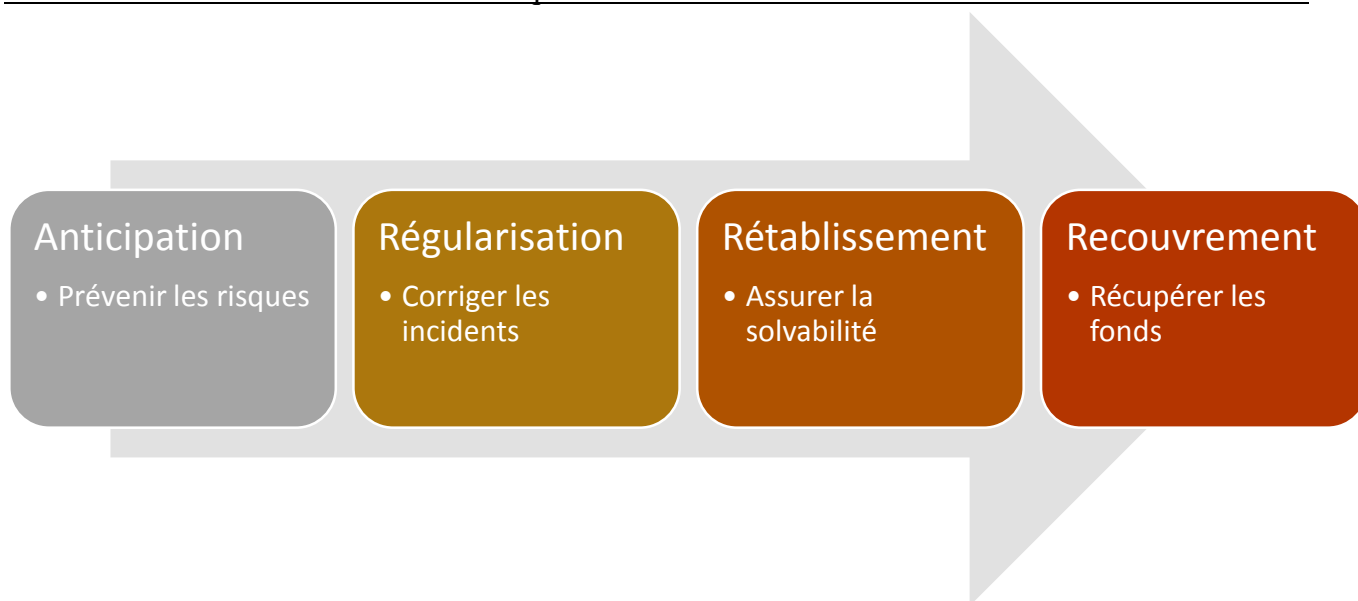 Anticipation
• Prévenir les risques
Régularisation
• Corriger les
incidents
Rétablissement
• Assurer la
solvabilité
Recouvrement
• Récupérer les
fonds